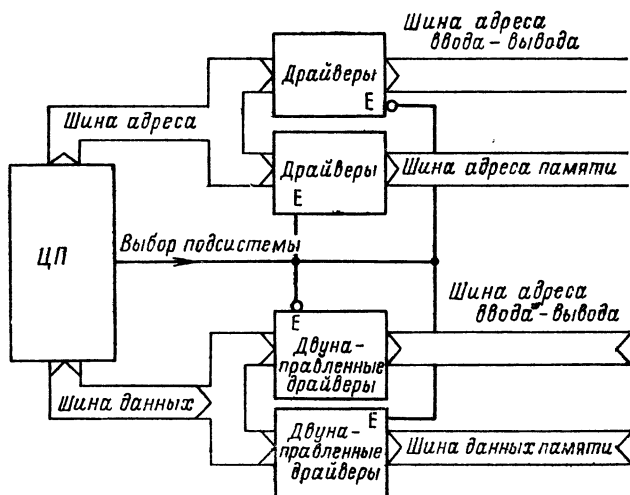 Шина адреса
ввода-вывода
Драйверы
E
Шина адреса
Драйверы
Шина адреса памяти
E
ЦП
Выбор подсистемы
Шина адреса
ввода-вывода
E
Двуна-
правленные
драйверы
Шина данных
E
Двуна-
правленные
драйверы
Шина данных памяти